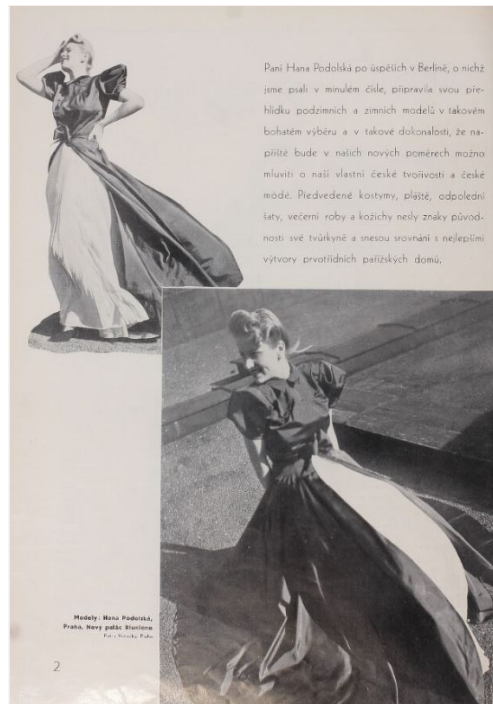 Paní Hana Podolská po úspěších v Berlíně, o nichž
jsme psali v minulém čísle, připravila svou pře-
hlídku podzimních a zimních modelů v takovém
bohatém výběru a v takové dokonalosti, že na-
příště bude v našich nových poměrech možno
mluviti o naší vlastní české tvořivosti a české
módě. Předvedené kostymy, pláště, odpolední
šaty, večerní roby a kožichy nesly znaky původ-
nosti své tvůrkyně a snesou srovnání s nejlepšími
výtvory prvotřídních pařížských domů.
Modely: Hana Podolská,
Praha, Nový palác
Praha
2